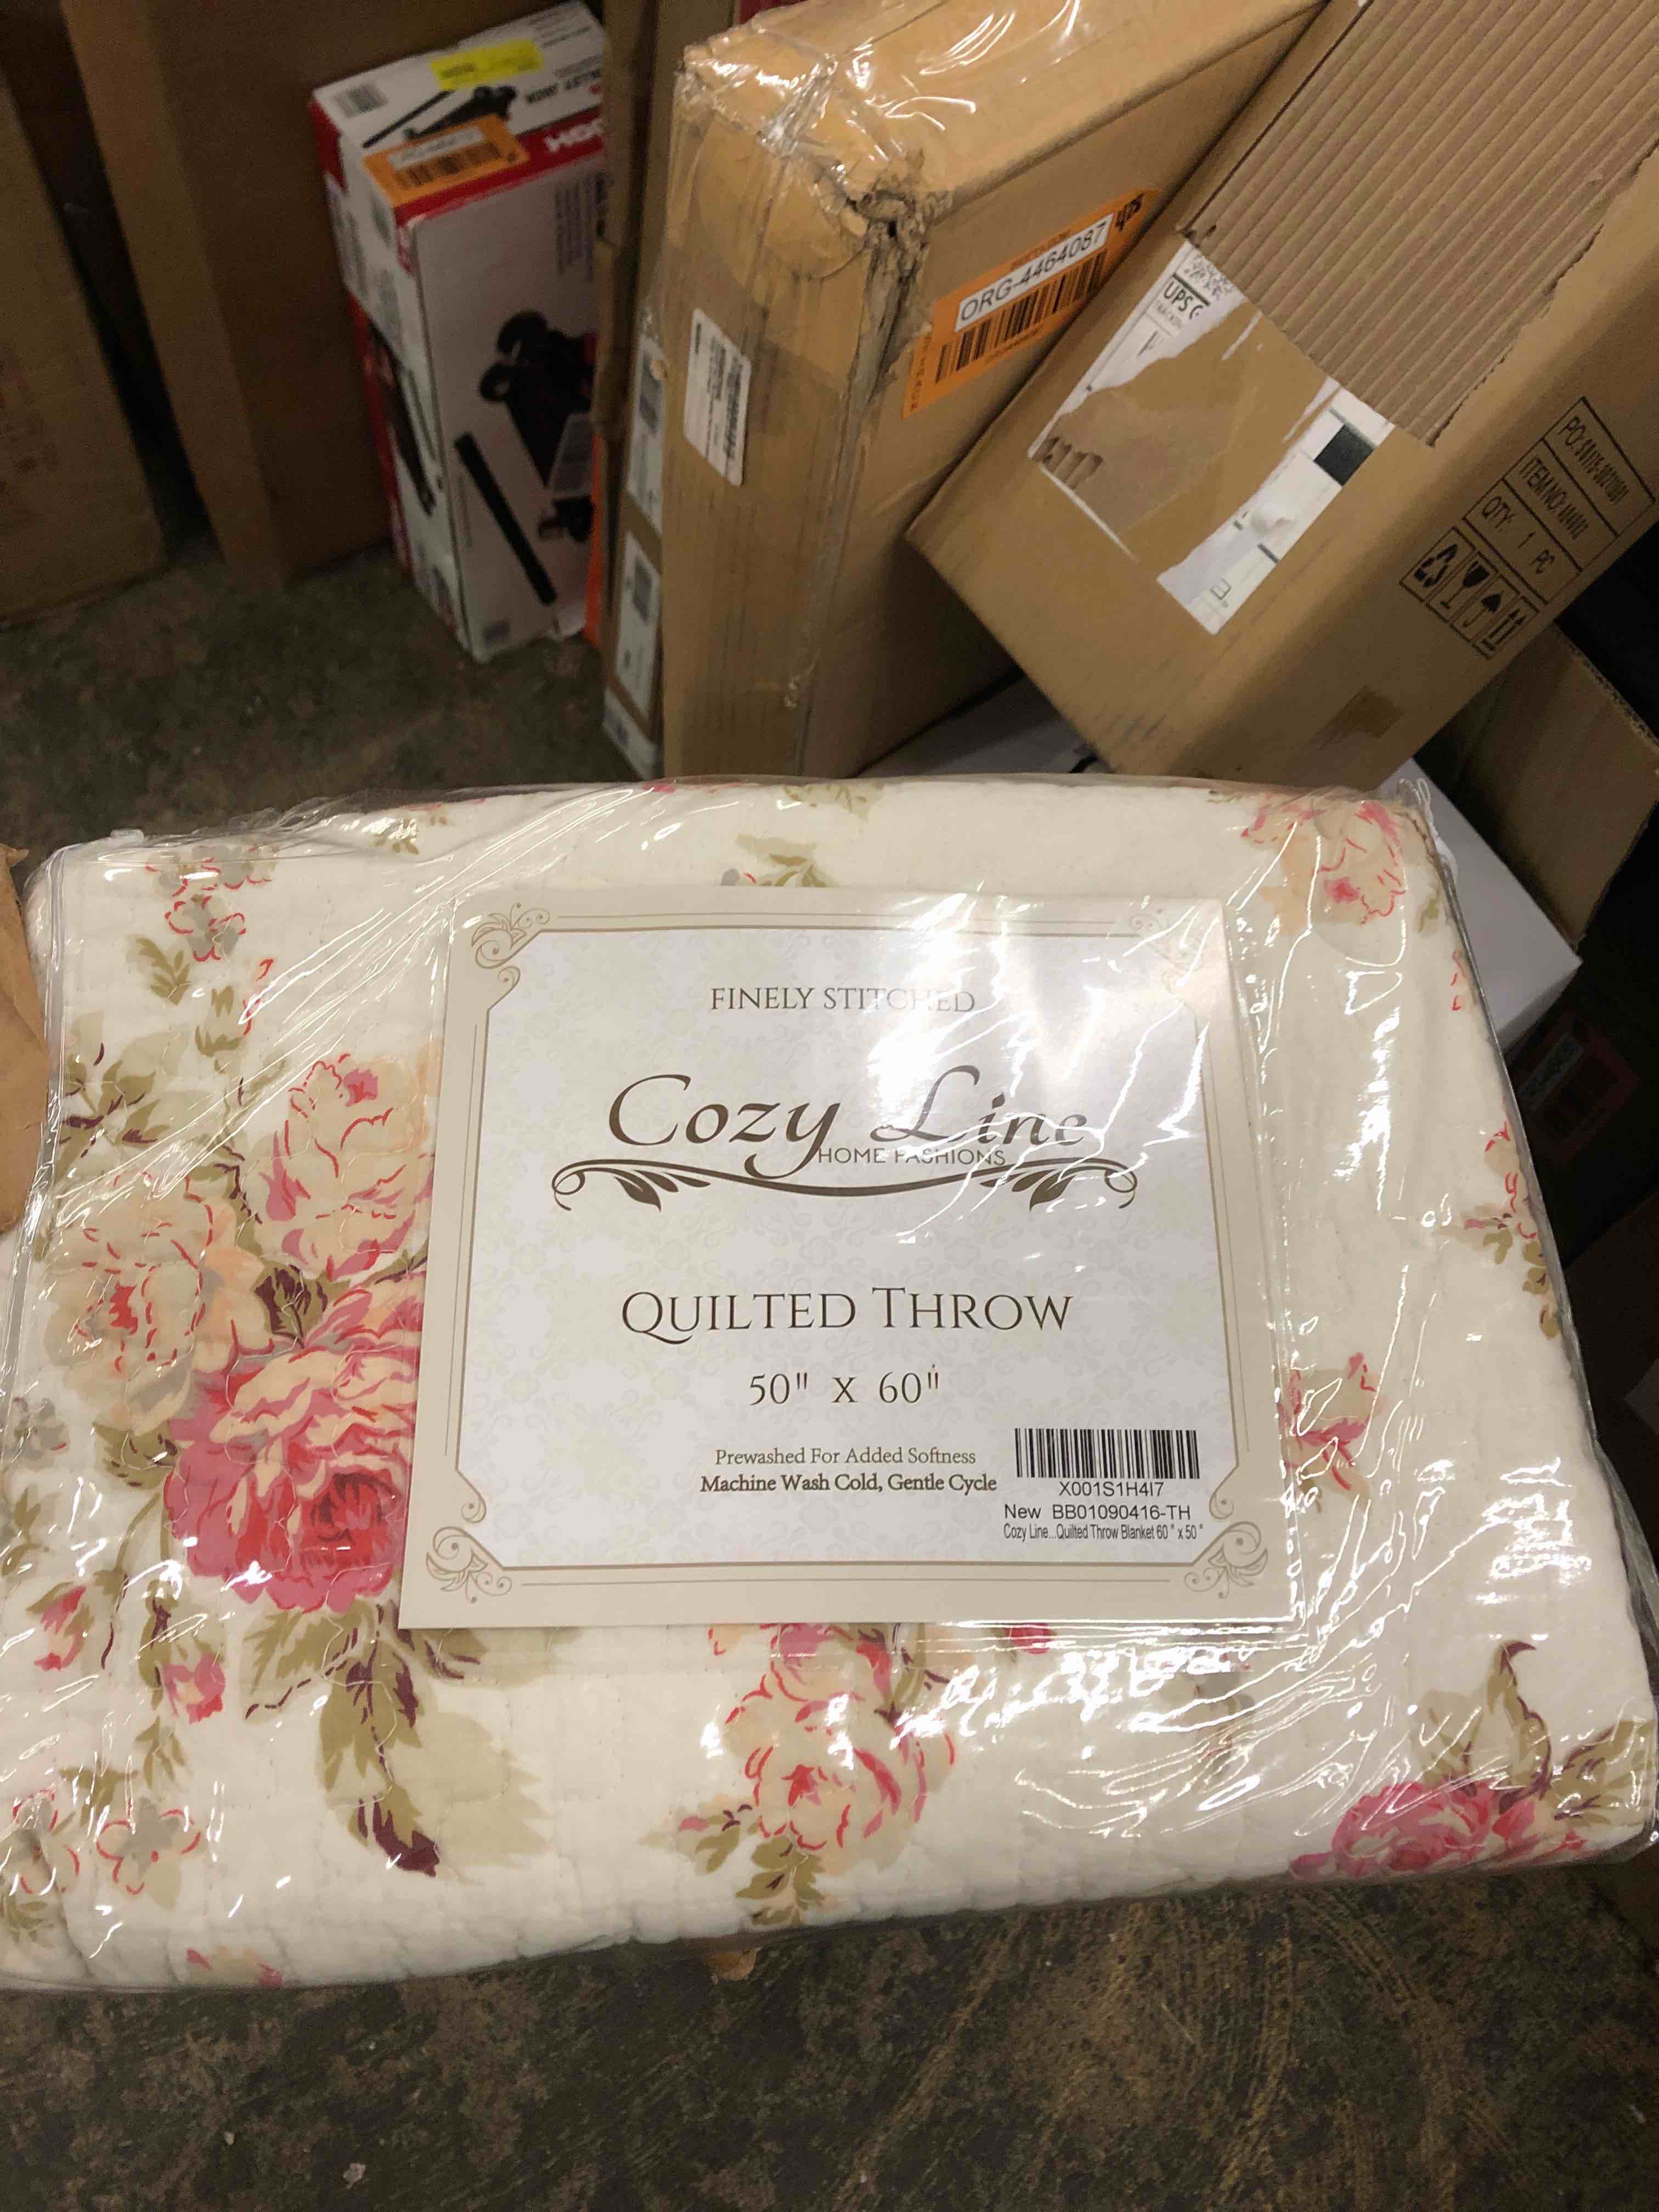 ORG-4464087
UPS
QTY: 1 PC
FINELY STITCHED
Cozy Line
HOME FASHIONS
QUILTED THROW
50" X 60"
Prewashed For Added Softness
Machine Wash Cold, Gentle Cycle
X001S1H4I7
New BB01090416-TH
Cozy Line...Quilted Throw Blanket 60 " x 50 "